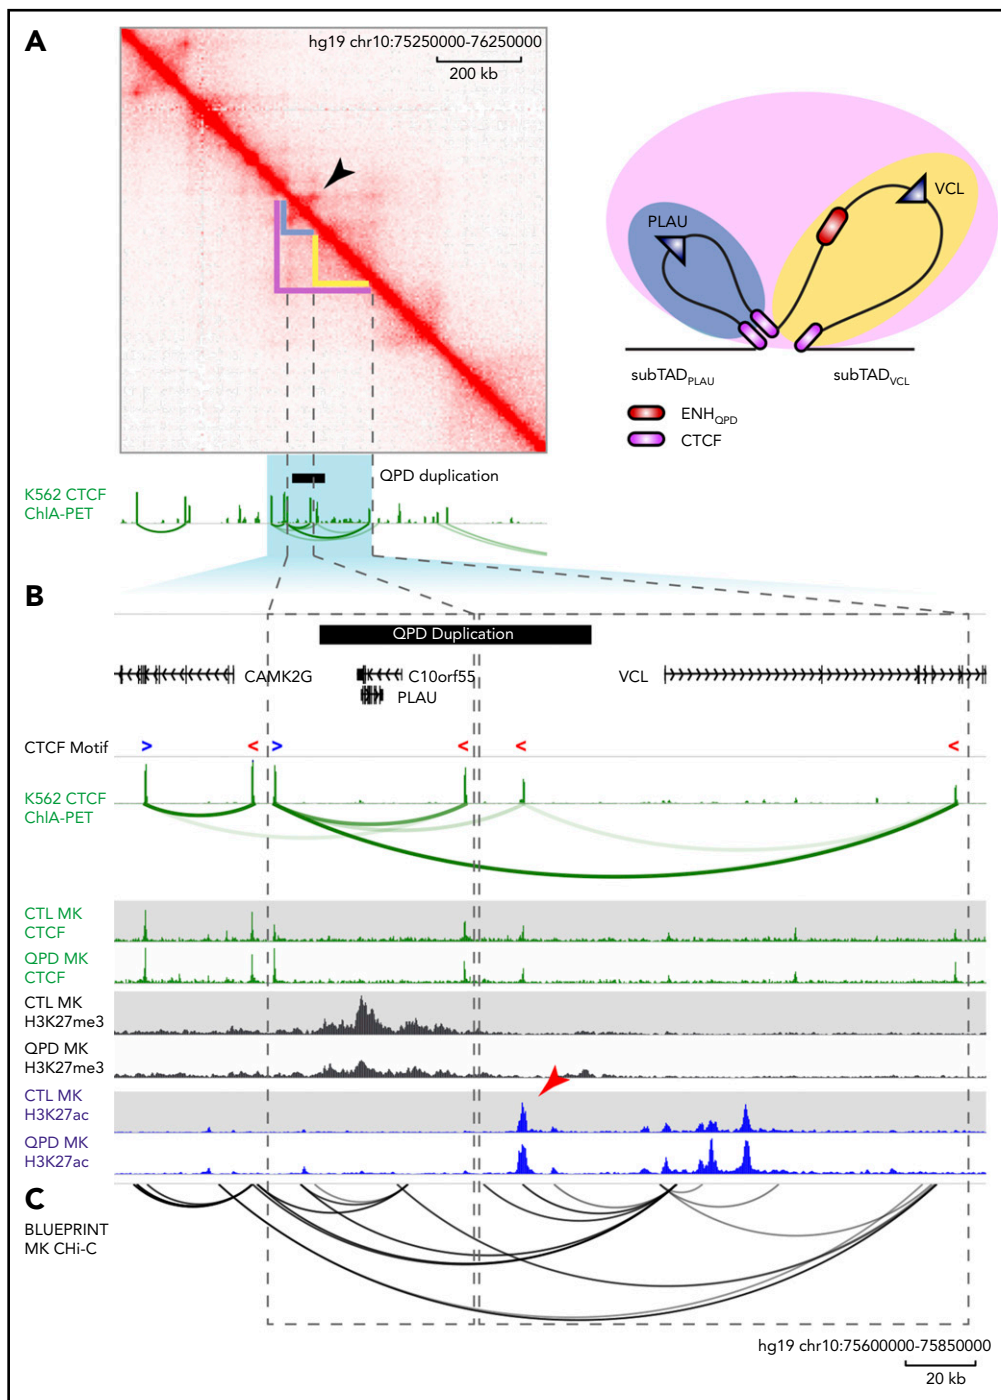 A
hg19 chr10:75250000-76250000
200 kb
PLAU
VCL
subTADPLAU
subTADVCL
ENHQPD
CTCF
QPD duplication
K562 CTCF
ChIA-PET
B
QPD Duplication
CAMK2G
C10orf55
VCL
PLAU
CTCF Motif
K562 CTCF
ChIA-PET
CTL MK
CTCF
QPD MK
CTCF
CTL MK
H3K27me3
QPD MK
H3K27me3
CTL MK
H3K27ac
QPD MK
H3K27ac
C
BLUEPRINT
MK CHi-C
hg19 chr10:75600000-75850000
20 kb